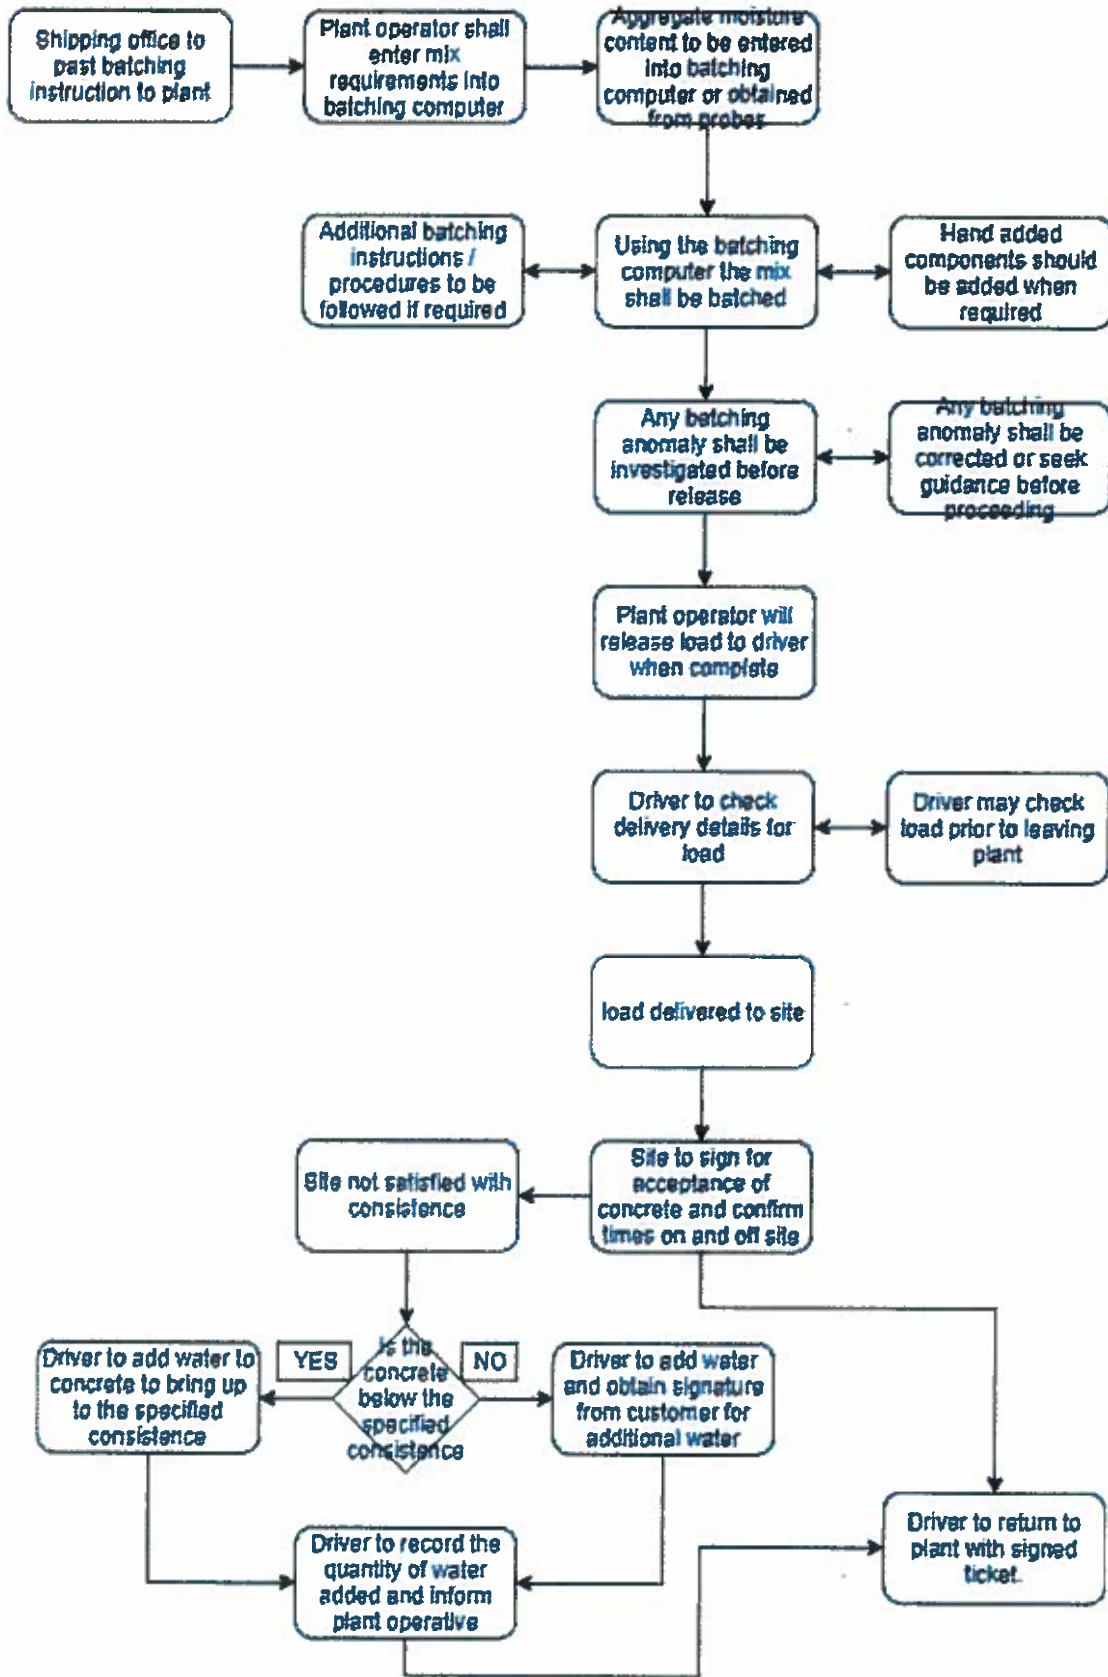 Shipping office to
past batching
instruction to plant
Plant operator shall
enter mix
requirements into
batching computer
Aggregate moisture
content to be entered
into batching
computer or obtained
from probes
Additional batching
instructions /
procedures to be
followed if required
Using the batching
computer the mix
shall be batched
Hand added
components should
be added when
required
Any batching
anomaly shall be
investigated before
release
Any batching
anomaly shall be
corrected or seek
guidance before
proceeding
Plant operator will
release load to driver
when complete
Driver to check
delivery details for
load
Driver may check
load prior to leaving
plant
load delivered to site
Site not satisfied with
consistence
Site to sign for
acceptance of
concrete and confirm
times on and off site
Driver to add water to
concrete to bring up
to the specified
consistence
YES
is the
concrete
below the
specified
consistence
NO
Driver to add water
and obtain signature
from customer for
additional water
Driver to record the
quantity of water
added and inform
plant operative
Driver to return to
plant with signed
ticket.